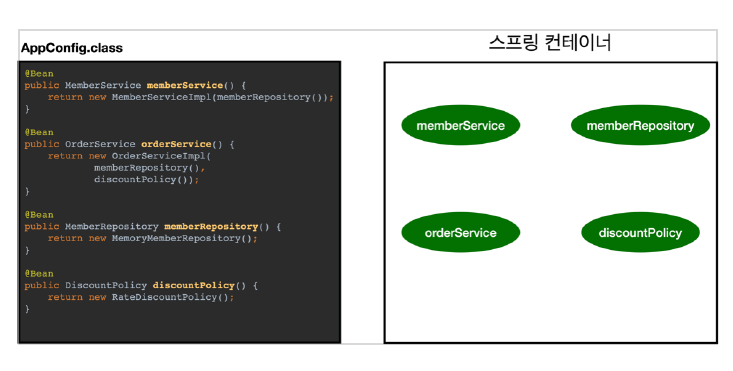 AppConfig.class
@Bean
public MemberService memberService() {
    return new MemberServiceImpl(memberRepository());
}
@Bean
public OrderService orderService() {
    return new OrderServiceImpl(
            memberRepository(),
            discountPolicy());
}
@Bean
public MemberRepository memberRepository() {
    return new MemoryMemberRepository();
}
@Bean
public DiscountPolicy discountPolicy() {
    return new RateDiscountPolicy();
}
스프링 컨테이너
memberService
memberRepository
orderService
discountPolicy